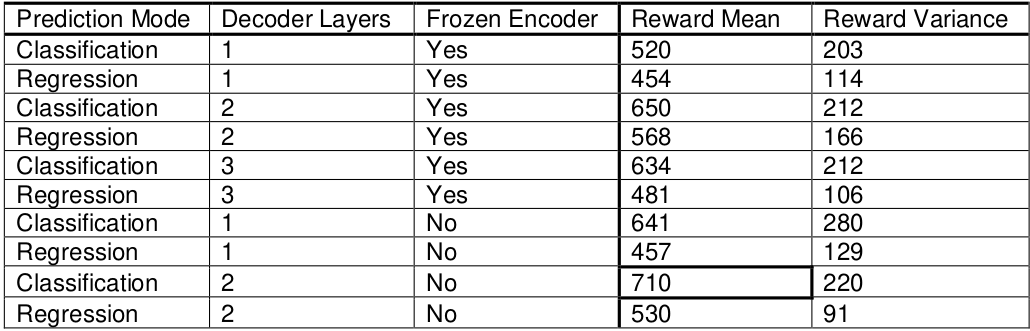 Prediction Mode Decoder Layers Frozen Encoder Reward Mean Reward Variance
Classification 1 Yes 520 203
Regression 1 Yes 454 114
Classification 2 Yes 650 212
Regression 2 Yes 568 166
Classification 3 Yes 634 212
Regression 3 Yes 481 106
Classification 1 No 641 280
Regression 1 No 457 129
Classification 2 No 710 220
Regression 2 No 530 91